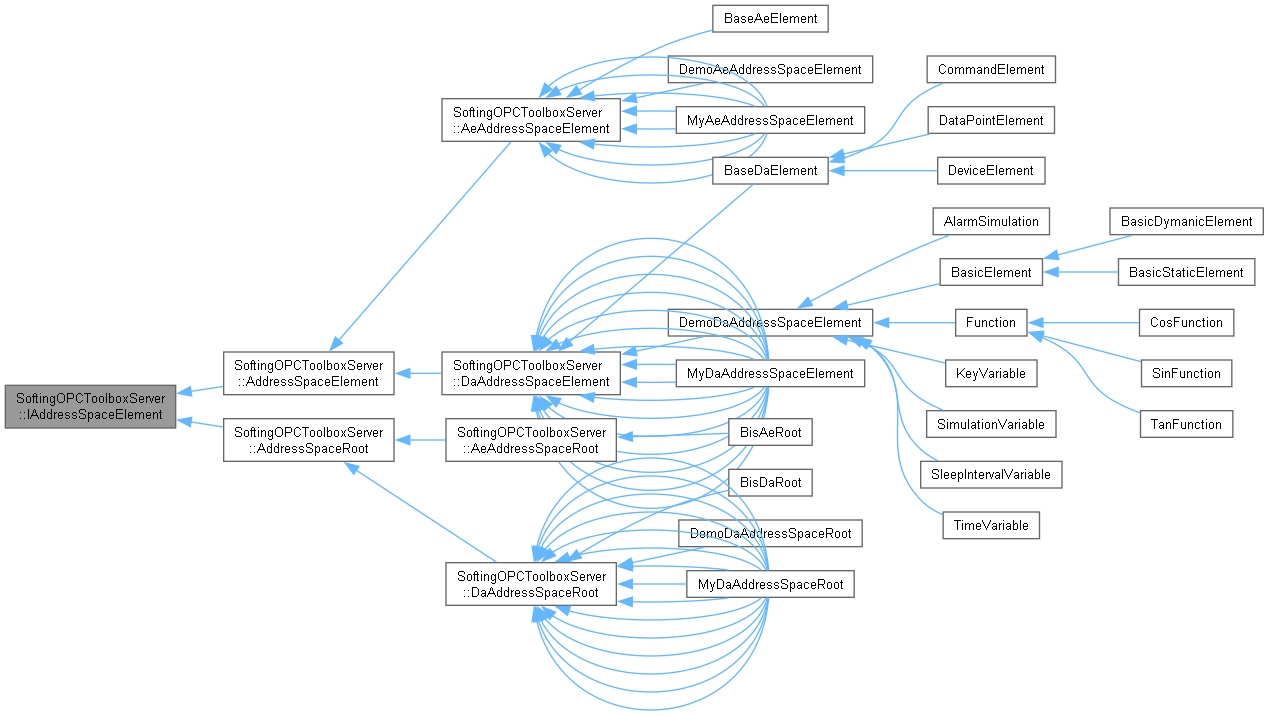 BaseAeElement
DemoAeAddressSpaceElement
CommandElement
SoftingOPCToolboxServer
::AeAddressSpaceElement
MyAeAddressSpaceElement
DataPointElement
BaseDaElement
DeviceElement
AlarmSimulation
BasicDymanicElement
BasicElement
BasicStaticElement
DemoDaAddressSpaceElement
Function
CosFunction
SoftingOPCToolboxServer
::AddressSpaceElement
SoftingOPCToolboxServer
::DaAddressSpaceElement
MyDaAddressSpaceElement
KeyVariable
SinFunction
SoftingOPCToolboxServer
::IAddressSpaceElement
SimulationVariable
TanFunction
SoftingOPCToolboxServer
::AddressSpaceRoot
SoftingOPCToolboxServer
::AeAddressSpaceRoot
BisAeRoot
SleepIntervalVariable
BisDaRoot
TimeVariable
DemoDaAddressSpaceRoot
SoftingOPCToolboxServer
::DaAddressSpaceRoot
MyDaAddressSpaceRoot